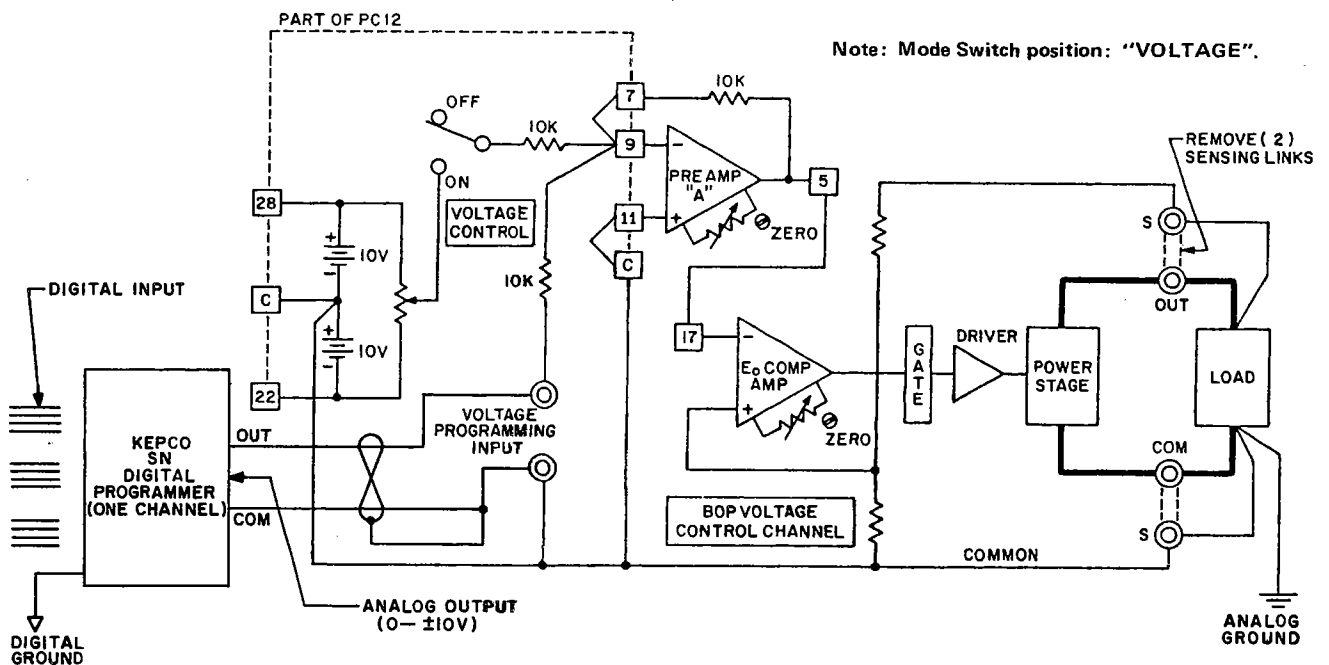 PART OF PC12
Note: Mode Switch position: "VOLTAGE".
OFF
10K
ON
VOLTAGE
CONTROL
28
+
10V
-
C
+
10V
-
22
7
10K
9
-
PRE AMP
"A"
+
11
C
5
ZERO
10K
REMOVE (2)
SENSING LINKS
S
OUT
DIGITAL INPUT
KEPCO
SN
DIGITAL
PROGRAMMER
(ONE CHANNEL)
OUT
COM
VOLTAGE
PROGRAMMING
INPUT
17
-
E₀ COMP
AMP
+
ZERO
GATE
DRIVER
POWER
STAGE
LOAD
COM
S
BOP VOLTAGE
CONTROL CHANNEL
COMMON
ANALOG OUTPUT
(0— ±10V)
DIGITAL
GROUND
ANALOG
GROUND